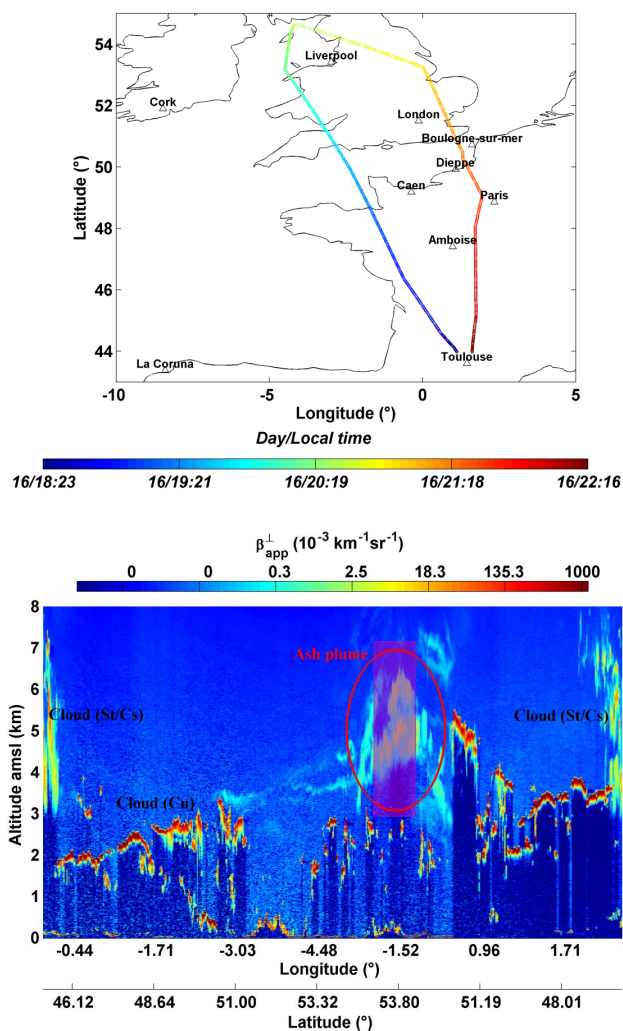 54
52
50
48
46
44
Latitude (°)
Liverpool
Cork
London
Boulogne-sur-mer
Dieppe
Caen
Paris
Amboise
Toulouse
La Coruna
-10 -5 0 5
Longitude (°)
Day/Local time
16/18:23 16/19:21 16/20:19 16/21:18 16/22:16
β⊥app (10-3 km-1sr-1)
0 0 0.3 2.5 18.3 135.3 1000
8
7
6
5
4
3
2
1
0
Altitude amsl (km)
Ash plume
Cloud (St/Cs) Cloud (St/Cs)
Cloud (Cu)
-0.44 -1.71 -3.03 -4.48 -1.52 0.96 1.71
Longitude (°)
46.12 48.64 51.00 53.32 53.80 51.19 48.01
Latitude (°)